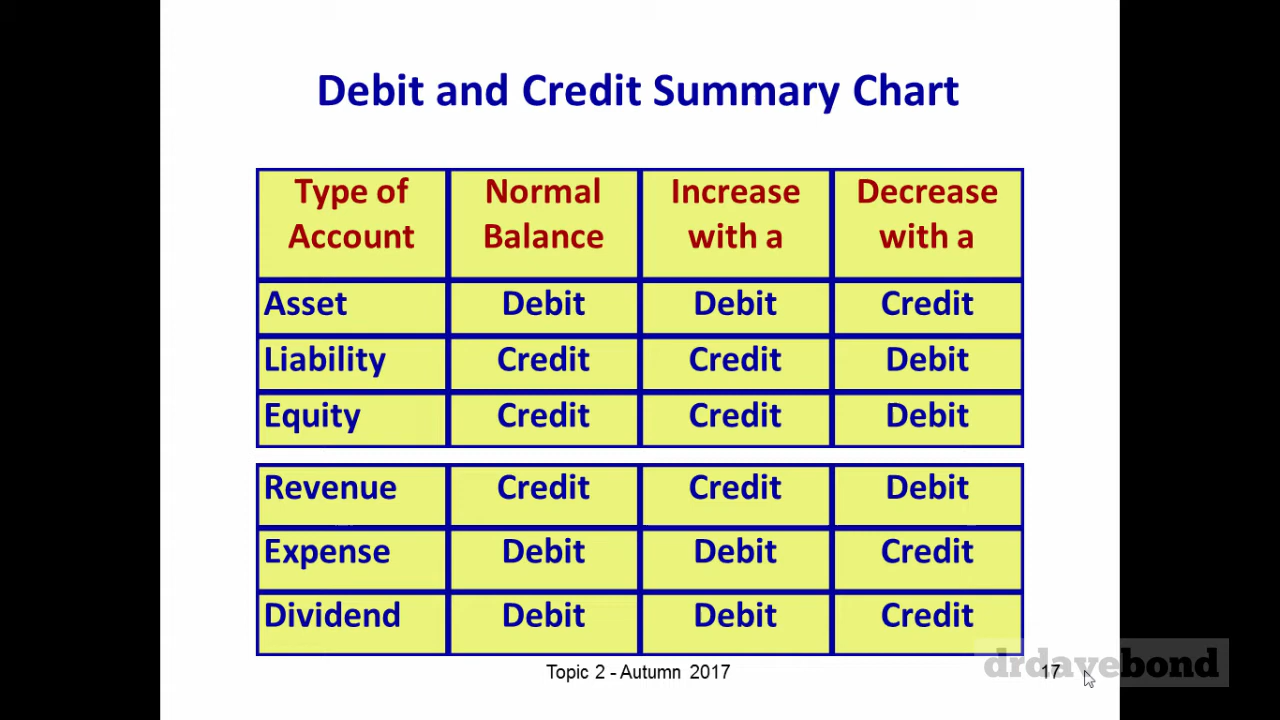 Debit and Credit Summary Chart
Type of Account Normal Balance Increase with a Decrease with a
Asset Debit Debit Credit
Liability Credit Credit Debit
Equity Credit Credit Debit
Revenue Credit Credit Debit
Expense Debit Debit Credit
Dividend Debit Debit Credit
Topic 2 - Autumn 2017
17
drdavebond